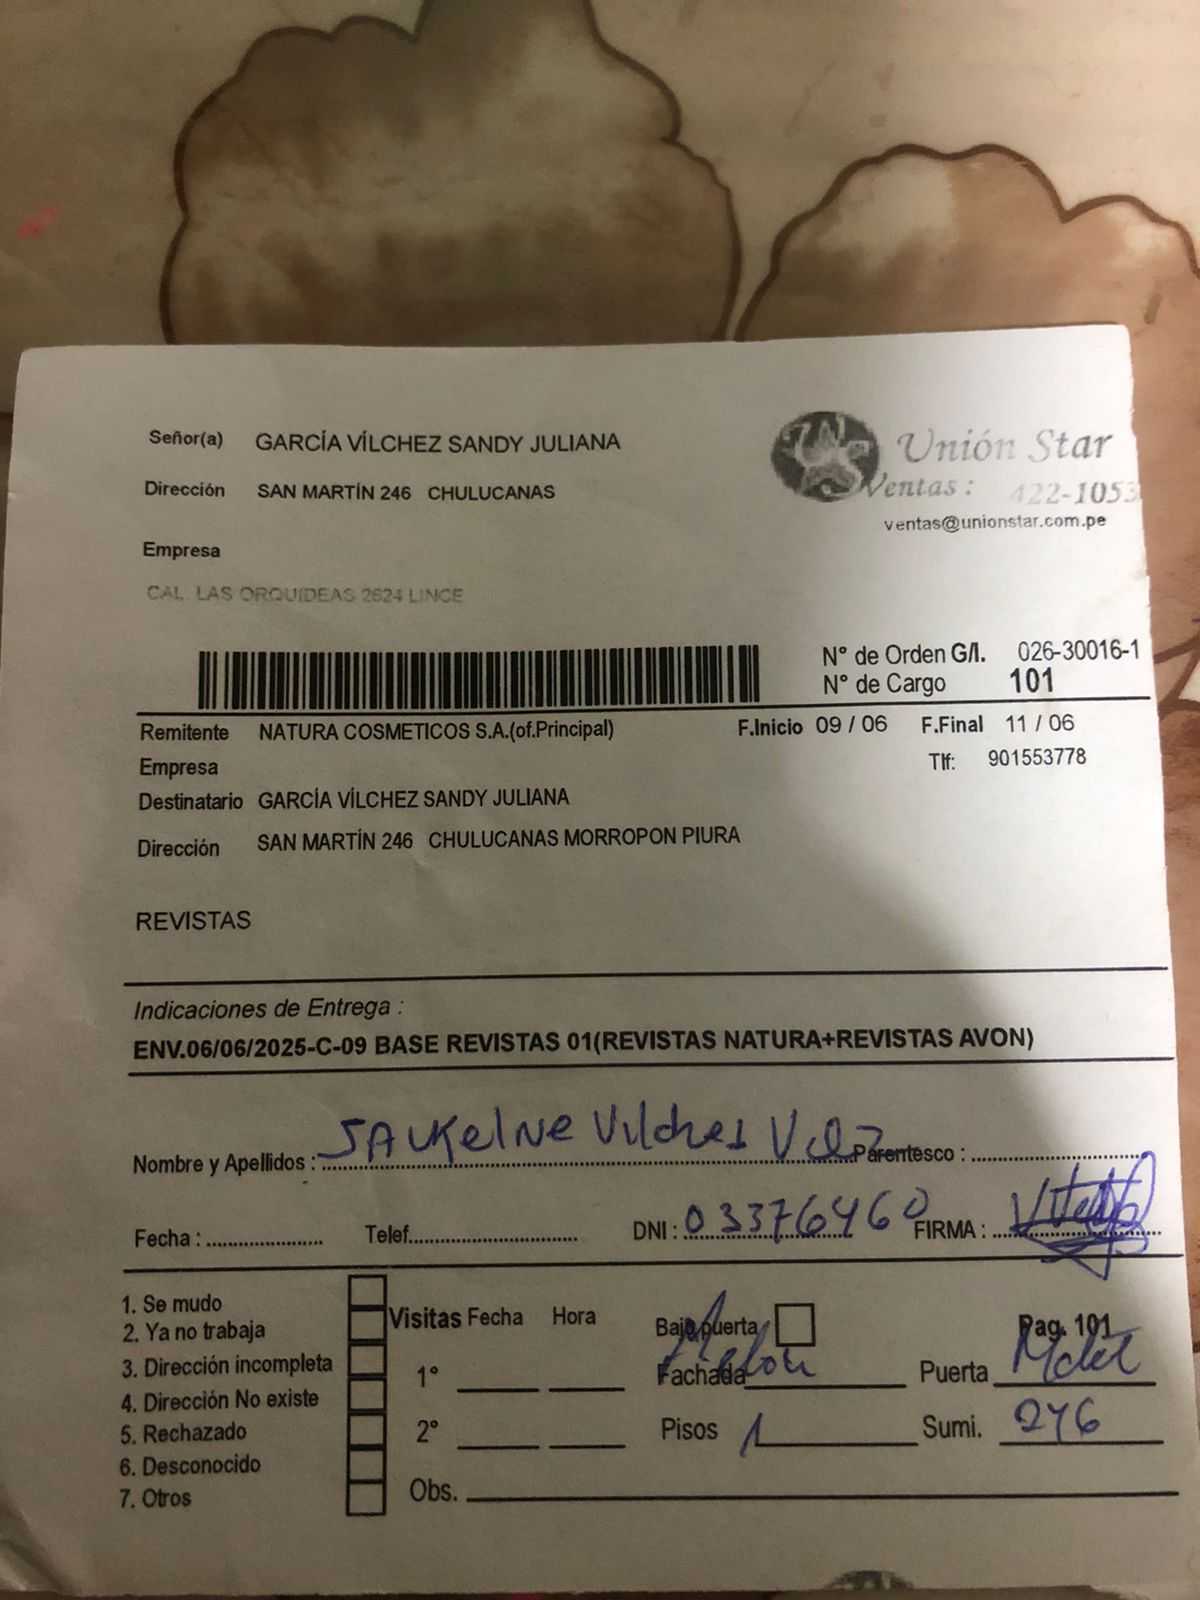 Señor(a) GARCÍA VÍLCHEZ SANDY JULIANA
Unión Star
Dirección SAN MARTÍN 246 CHULUCANAS
Ventas : 422-1053
ventas@unionstar.com.pe
Empresa
CAL. LAS ORQUIDEAS 2624 LINCE
N° de Orden G/I. 026-30016-1
N° de Cargo 101
Remitente NATURA COSMETICOS S.A.(of.Principal) F.Inicio 09 / 06 F.Final 11 / 06
Empresa Tlf: 901553778
Destinatario GARCÍA VÍLCHEZ SANDY JULIANA
Dirección SAN MARTÍN 246 CHULUCANAS MORROPON PIURA
REVISTAS
Indicaciones de Entrega :
ENV.06/06/2025-C-09 BASE REVISTAS 01(REVISTAS NATURA+REVISTAS AVON)
Nombre y Apellidos : Vilches Parentesco :
Fecha : Telef. DNI : 03376460 FIRMA :
1. Se mudo
Visitas Fecha Hora Bajo puerta Pag. 101
2. Ya no trabaja
3. Dirección incompleta
1° Fachada Puerta
4. Dirección No existe
5. Rechazado
2° Pisos 1 Sumi. 246
6. Desconocido
7. Otros
Obs.